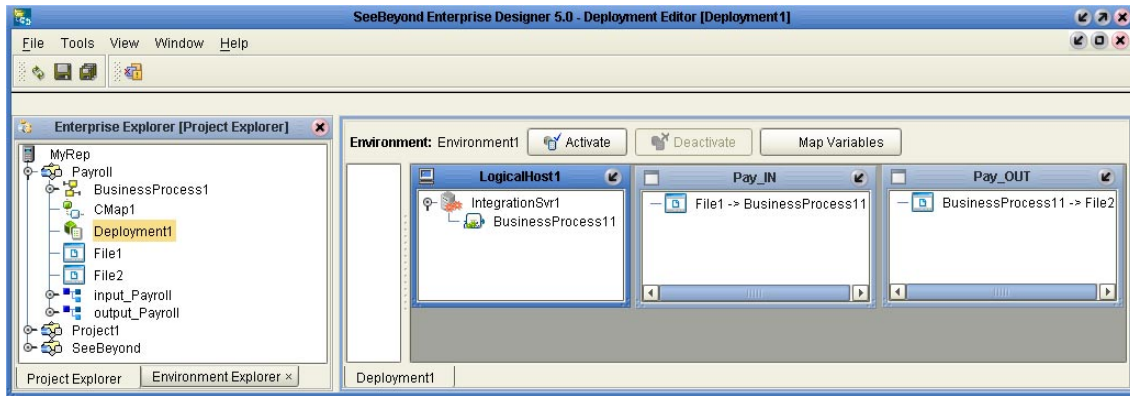 SeeBeyond Enterprise Designer 5.0 - Deployment Editor [Deployment1]
File Tools View Window Help
Enterprise Explorer [Project Explorer]
MyRep
Payroll
BusinessProcess1
CMap1
Deployment1
File1
File2
input_Payroll
output_Payroll
Project1
SeeBeyond
Project Explorer
Environment Explorer ×
Environment: Environment1
Activate
Deactivate
Map Variables
LogicalHost1
IntegrationSvr1
BusinessProcess11
Pay_IN
File1 -> BusinessProcess11
Pay_OUT
BusinessProcess11 -> File2
Deployment1